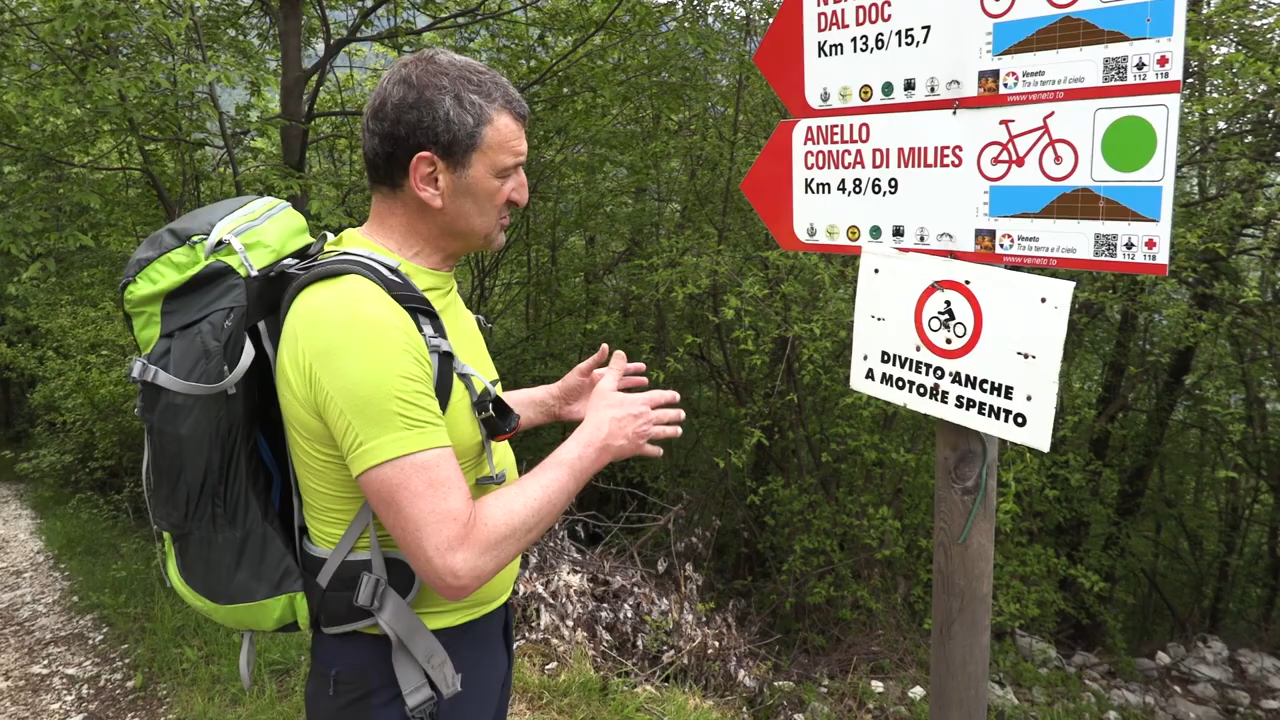 DAL DOC
Km 13,6/15,7
Veneto
Tra la terra e il cielo
112 118
www.veneto.to
ANELLO
CONCA DI MILIES
Km 4,8/6,9
Veneto
Tra la terra e il cielo
112 118
www.veneto.to
DIVIETO ANCHE
A MOTORE SPENTO